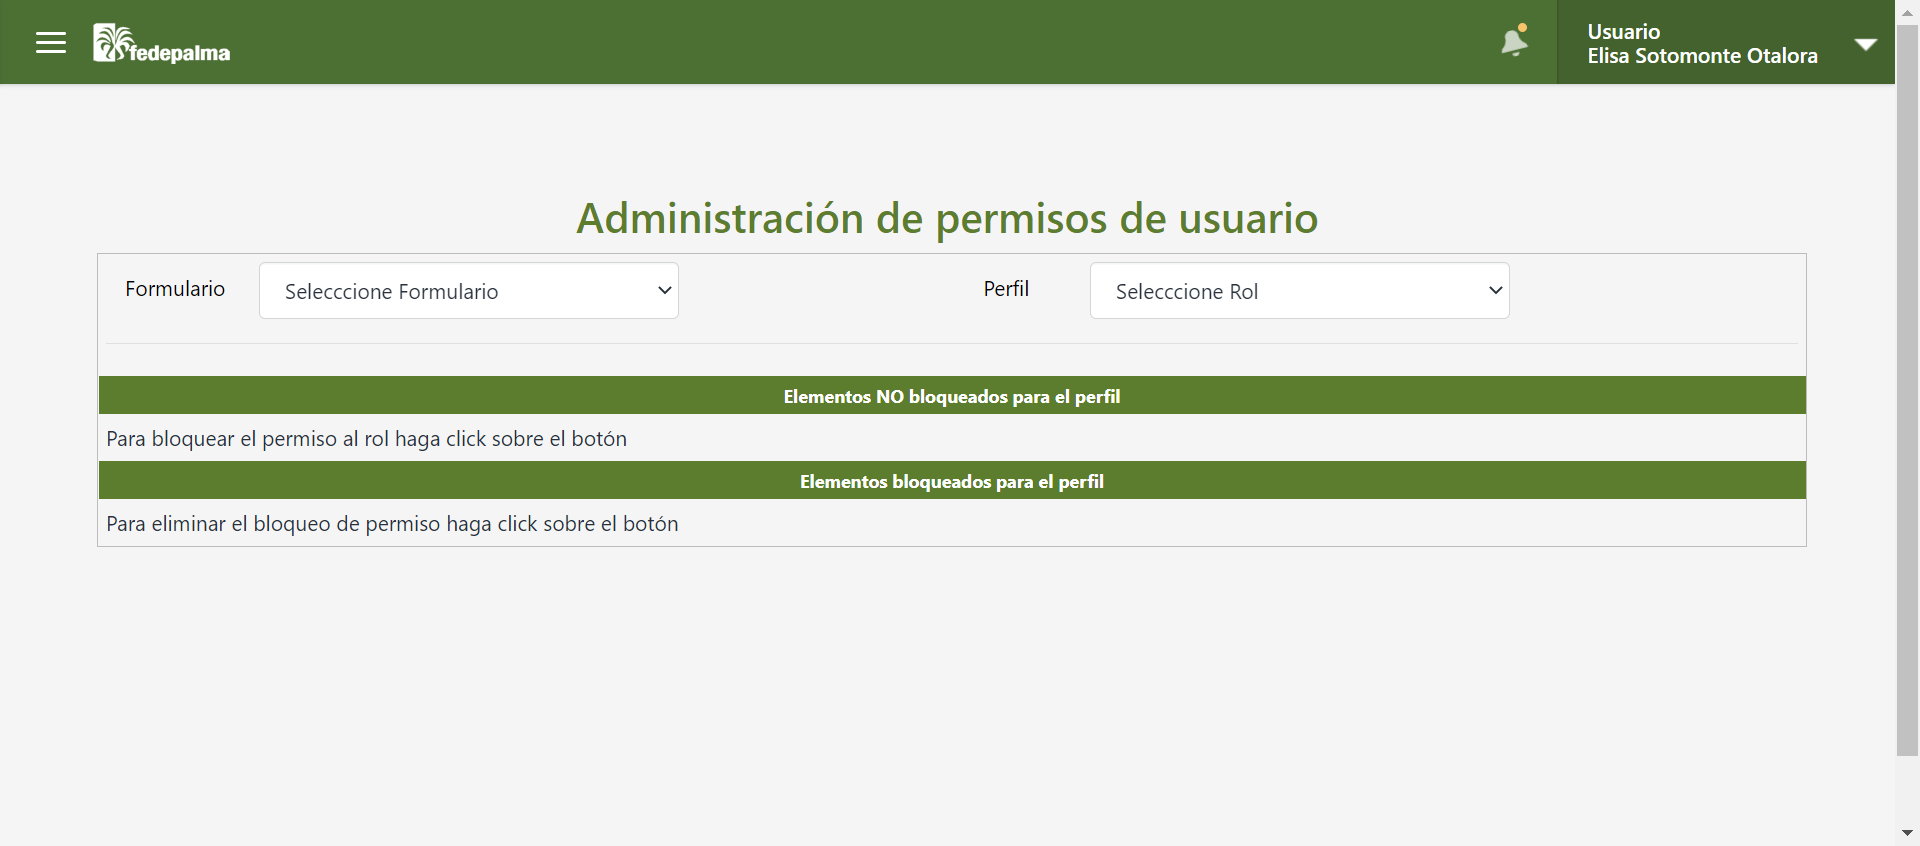 fedepalma
Usuario
Elisa Sotomonte Otalora
Administración de permisos de usuario
Formulario
Selecccione Formulario
Perfil
Selecccione Rol
Elementos NO bloqueados para el perfil
Para bloquear el permiso al rol haga click sobre el botón
Elementos bloqueados para el perfil
Para eliminar el bloqueo de permiso haga click sobre el botón